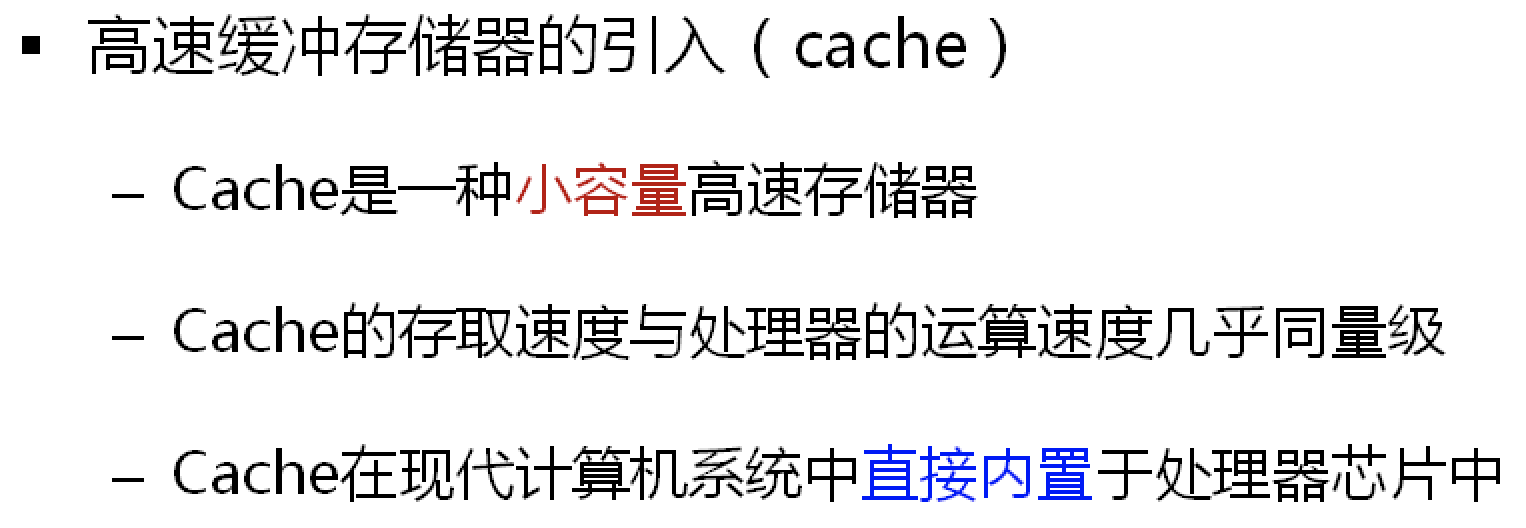 ▪ 高速缓冲存储器的引入（cache）
– Cache是一种小容量高速存储器
– Cache的存取速度与处理器的运算速度几乎同量级
– Cache在现代计算机系统中直接内置于处理器芯片中